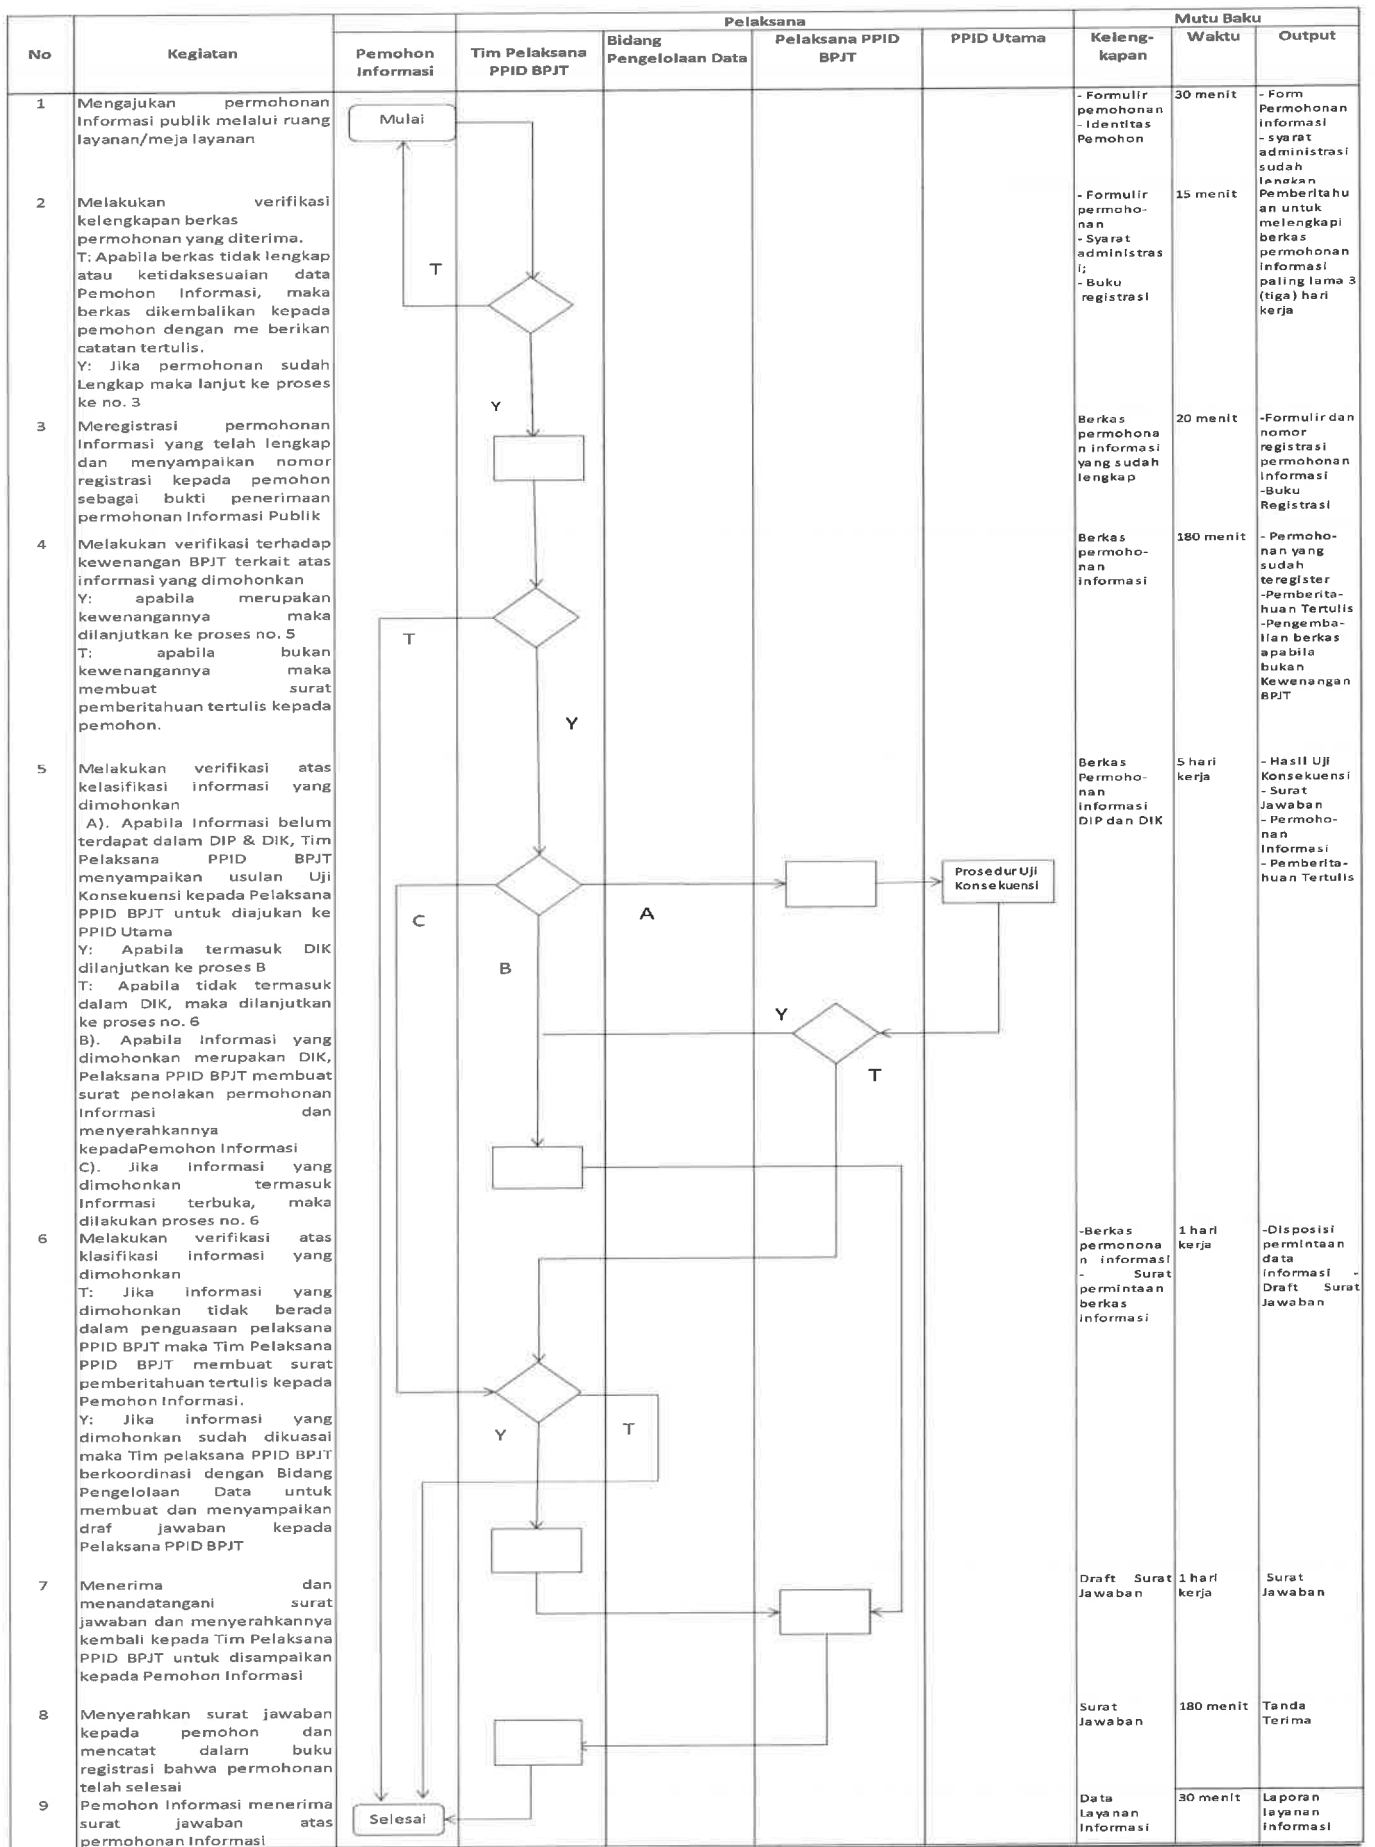 Pelaksana
Mutu Baku
No
Kegiatan
Pemohon
Informasi
Tim Pelaksana
PPID BPJT
Bidang
Pengelolaan Data
Pelaksana PPID
BPJT
PPID Utama
Keleng-
kapan
Waktu
Output
1
Mengajukan permohonan
Informasi publik melalui ruang
layanan/meja layanan
Mulai
- Formulir
pemohonan
- Identitas
Pemohon
30 menit
- Form
Permohonan
informasi
- syarat
administrasi
sudah
lengkap
2
Melakukan verifikasi
kelengkapan berkas
permohonan yang diterima.
T: Apabila berkas tidak lengkap
atau ketidaksesuaian data
Pemohon Informasi, maka
berkas dikembalikan kepada
pemohon dengan me berikan
catatan tertulis.
Y: Jika permohonan sudah
Lengkap maka lanjut ke proses
ke no. 3
T
Y
- Formulir
permoho-
nan
- Syarat
administras
i;
- Buku
registrasi
15 menit
Pemberitahu
an untuk
melengkapi
berkas
permohonan
informasi
paling lama 3
(tiga) hari
kerja
3
Meregistrasi permohonan
Informasi yang telah lengkap
dan menyampaikan nomor
registrasi kepada pemohon
sebagai bukti penerimaan
permohonan Informasi Publik
Berkas
permohona
n informasi
yang sudah
lengkap
20 menit
-Formulir dan
nomor
registrasi
permohonan
informasi
-Buku
Registrasi
4
Melakukan verifikasi terhadap
kewenangan BPJT terkait atas
informasi yang dimohonkan
Y: apabila merupakan
kewenangannya maka
dilanjutkan ke proses no. 5
T: apabila bukan
kewenangannya maka
membuat surat
pemberitahuan tertulis kepada
pemohon.
T
Y
Berkas
permoho-
nan
informasi
180 menit
- Permoho-
nan yang
sudah
teregister
-Pemberita-
huan Tertulis
-Pengemba-
lian berkas
apabila
bukan
Kewenangan
BPJT
5
Melakukan verifikasi atas
kelasifikasi informasi yang
dimohonkan
A). Apabila Informasi belum
terdapat dalam DIP & DIK, Tim
Pelaksana PPID BPJT
menyampaikan usulan Uji
Konsekuensi kepada Pelaksana
PPID BPJT untuk diajukan ke
PPID Utama
Y: Apabila termasuk DIK
dilanjutkan ke proses B
T: Apabila tidak termasuk
dalam DIK, maka dilanjutkan
ke proses no. 6
B). Apabila Informasi yang
dimohonkan merupakan DIK,
Pelaksana PPID BPJT membuat
surat penolakan permohonan
Informasi dan
menyerahkannya
kepadaPemohon Informasi
C). Jika Informasi yang
dimohonkan termasuk
Informasi terbuka, maka
dilakukan proses no. 6
Prosedur Uji
Konsekuensi
C
A
B
Y
T
Berkas
Permoho-
nan
informasi
DIP dan DIK
5 hari
kerja
- Hasil Uji
Konsekuensi
- Surat
Jawaban
- Permoho-
nan
Informasi
- Pemberita-
huan Tertulis
6
Melakukan verifikasi atas
klasifikasi informasi yang
dimohonkan
T: Jika informasi yang
dimohonkan tidak berada
dalam penguasaan pelaksana
PPID BPJT maka Tim Pelaksana
PPID BPJT membuat surat
pemberitahuan tertulis kepada
Pemohon Informasi.
Y: Jika informasi yang
dimohonkan sudah dikuasai
maka Tim pelaksana PPID BPJT
berkoordinasi dengan Bidang
Pengelolaan Data untuk
membuat dan menyampaikan
draf jawaban kepada
Pelaksana PPID BPJT
Y
T
-Berkas
permonona
n informasi
- Surat
permintaan
berkas
informasi
1 hari
kerja
-Disposisi
permintaan
data
informasi -
Draft Surat
Jawaban
7
Menerima dan
menandatangani surat
jawaban dan menyerahkannya
kembali kepada Tim Pelaksana
PPID BPJT untuk disampaikan
kepada Pemohon Informasi
Draft Surat
Jawaban
1 hari
kerja
Surat
Jawaban
8
Menyerahkan surat jawaban
kepada pemohon dan
mencatat dalam buku
registrasi bahwa permohonan
telah selesai
Surat
Jawaban
180 menit
Tanda
Terima
9
Pemohon Informasi menerima
surat jawaban atas
permohonan Informasi
Selesai
Data
Layanan
Informasi
30 menit
Laporan
layanan
informasi